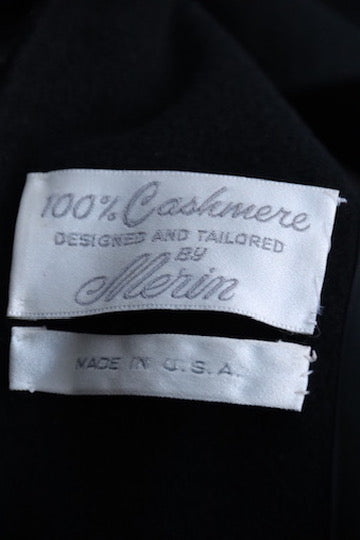 100% Cashmere
DESIGNED AND TAILORED
BY
Merin
MADE IN U.S.A.